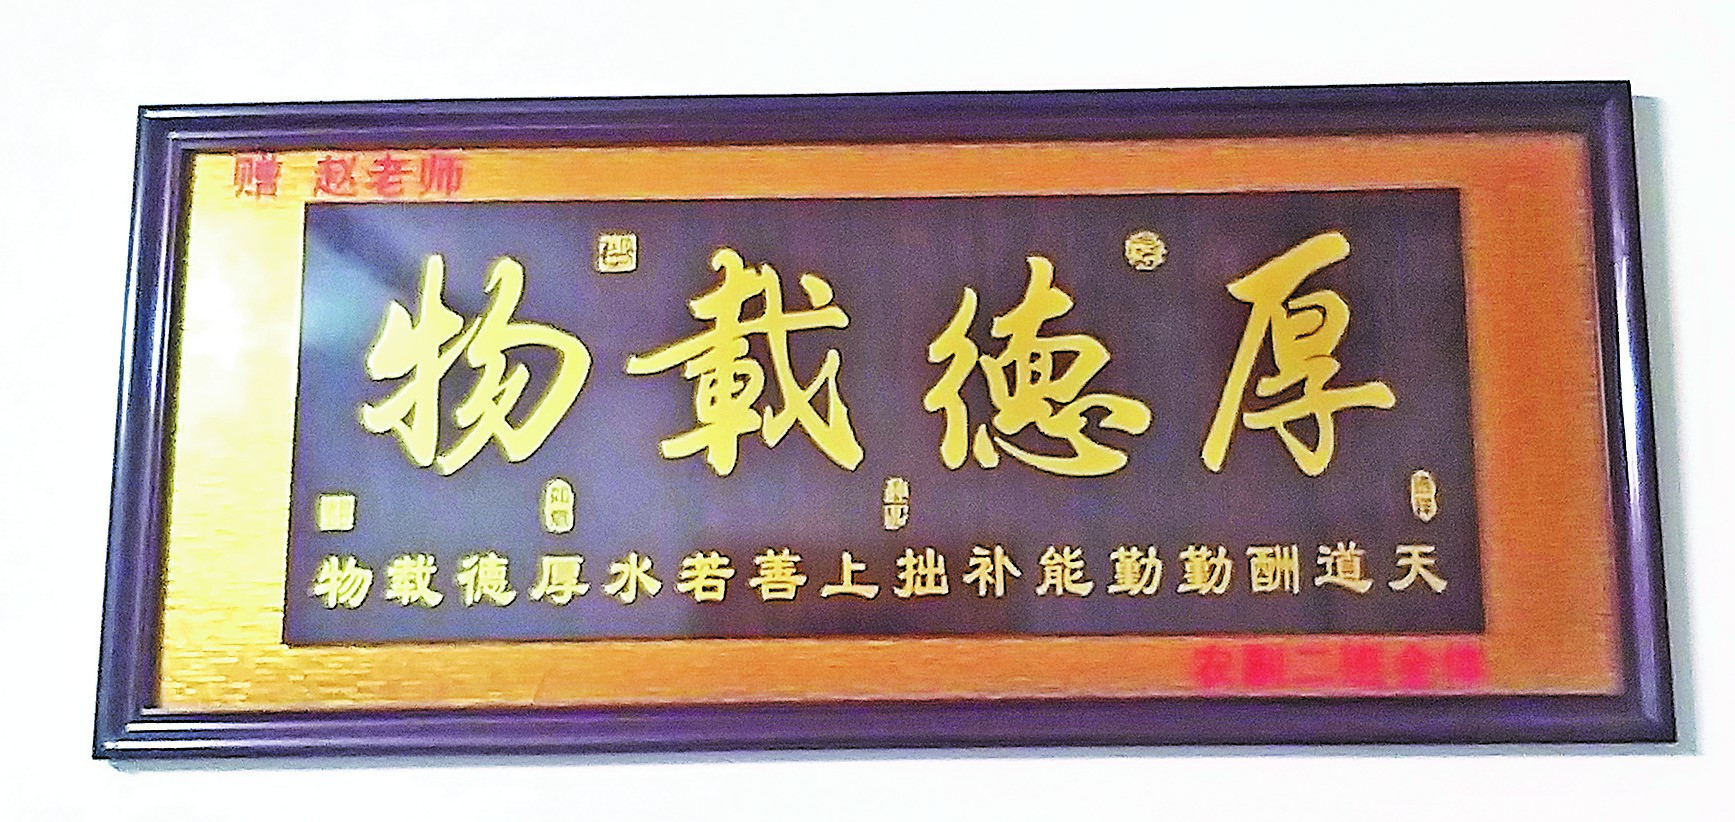 赠 赵老师
厚德載物
天道酬勤勤能补拙上善若水厚德载物